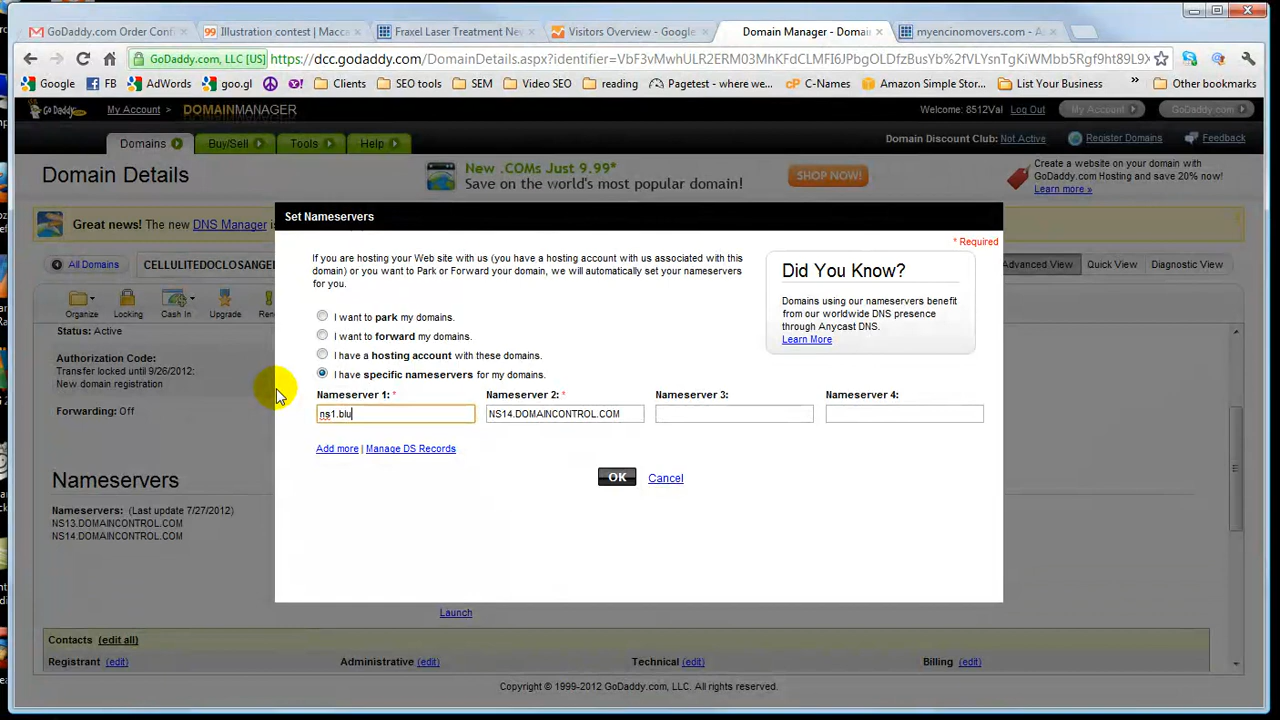 GoDaddy.com Order Confi
Illustration contest | Macca
Fraxel Laser Treatment Nev
Visitors Overview - Google
Domain Manager - Domai
myencinomovers.com - A
GoDaddy.com, LLC [US]
https://dcc.godaddy.com/DomainDetails.aspx?identifier=
Google
FB
AdWords
goo.gl
Clients
SEO tools
SEM
Video SEO
reading
Pagetest - where we...
C-Names
Amazon Simple Stora...
List Your Business
Other bookmarks
Go Daddy
My Account >
DOMAINMANAGER
Welcome: 8512Val
Log Out
My Account
GoDaddy.com
Domains
Buy/Sell
Tools
Help
Domain Discount Club: Not Active
Register Domains
Feedback
Domain Details
New .COMs Just 9.99*
Save on the world's most popular domain!
SHOP NOW!
Create a website on your domain with
GoDaddy.com Hosting and save 20% now!
Learn more »
Great news! The new DNS Manager is
All Domains
CELLULITEDOCLOSANGEL
Advanced View
Quick View
Diagnostic View
Organize
Locking
Cash In
Upgrade
Status: Active
Authorization Code:
Transfer locked until 9/26/2012:
New domain registration
Forwarding: Off
Nameservers
Nameservers: (Last update 7/27/2012)
NS13.DOMAINCONTROL.COM
NS14.DOMAINCONTROL.COM
Set Nameservers
* Required
If you are hosting your Web site with us (you have a hosting account with us associated with this
domain) or you want to Park or Forward your domain, we will automatically set your nameservers
for you.
I want to park my domains.
I want to forward my domains.
I have a hosting account with these domains.
I have specific nameservers for my domains.
Did You Know?
Domains using our nameservers benefit
from our worldwide DNS presence
through Anycast DNS.
Learn More
Nameserver 1: *
Nameserver 2: *
Nameserver 3:
Nameserver 4:
ns1.blu
NS14.DOMAINCONTROL.COM
Add more | Manage DS Records
OK
Cancel
Launch
Contacts (edit all)
Registrant (edit)
Administrative (edit)
Technical (edit)
Billing (edit)
Copyright © 1999-2012 GoDaddy.com, LLC. All rights reserved.